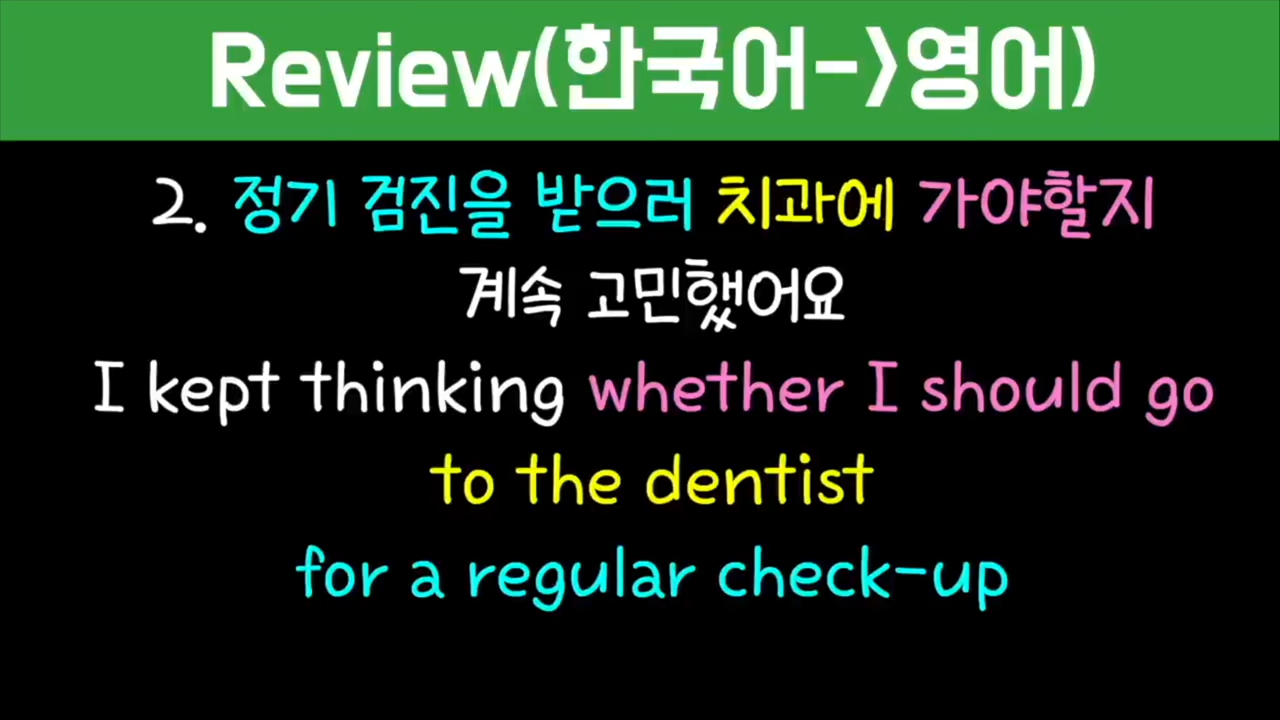 Review(한국어->영어)
2. 정기 검진을 받으러 치과에 가야할지
계속 고민했어요
I kept thinking whether I should go
to the dentist
for a regular check-up